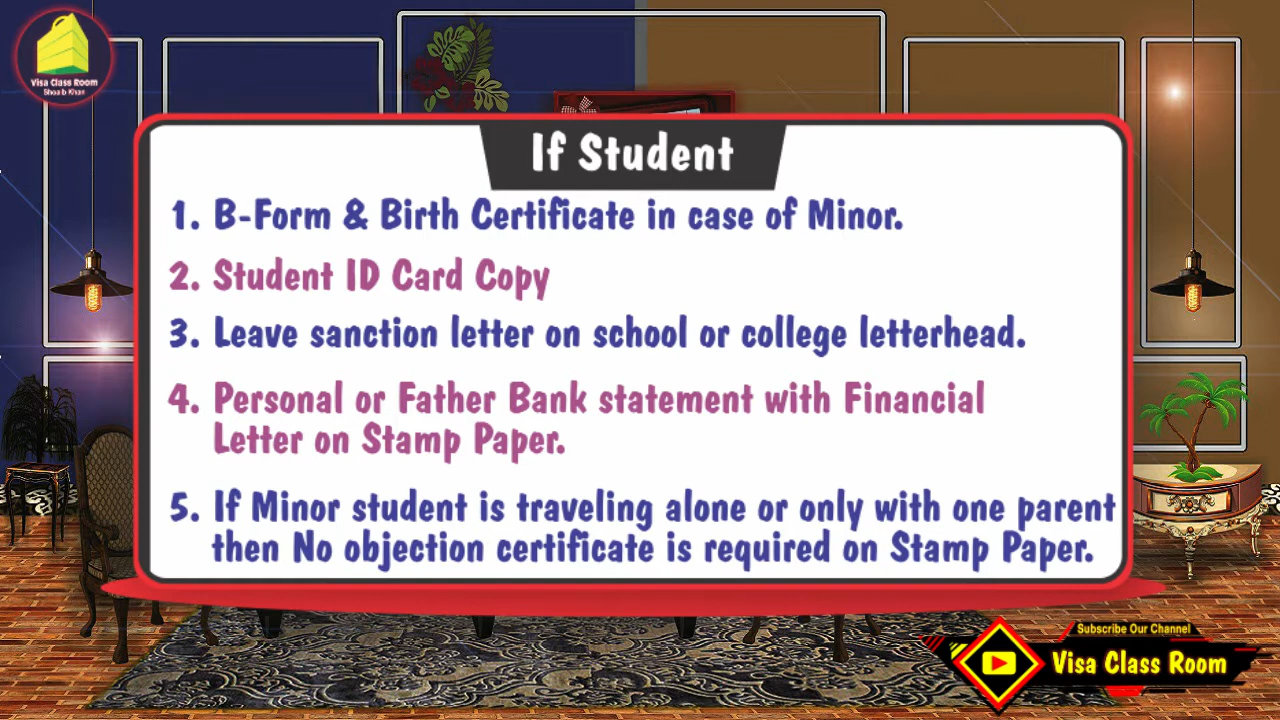 Visa Class Room
Shoaib Khan
If Student
1. B-Form & Birth Certificate in case of Minor.
2. Student ID Card Copy
3. Leave sanction letter on school or college letterhead.
4. Personal or Father Bank statement with Financial
Letter on Stamp Paper.
5. If Minor student is traveling alone or only with one parent
then No objection certificate is required on Stamp Paper.
Subscribe Our Channel
Visa Class Room